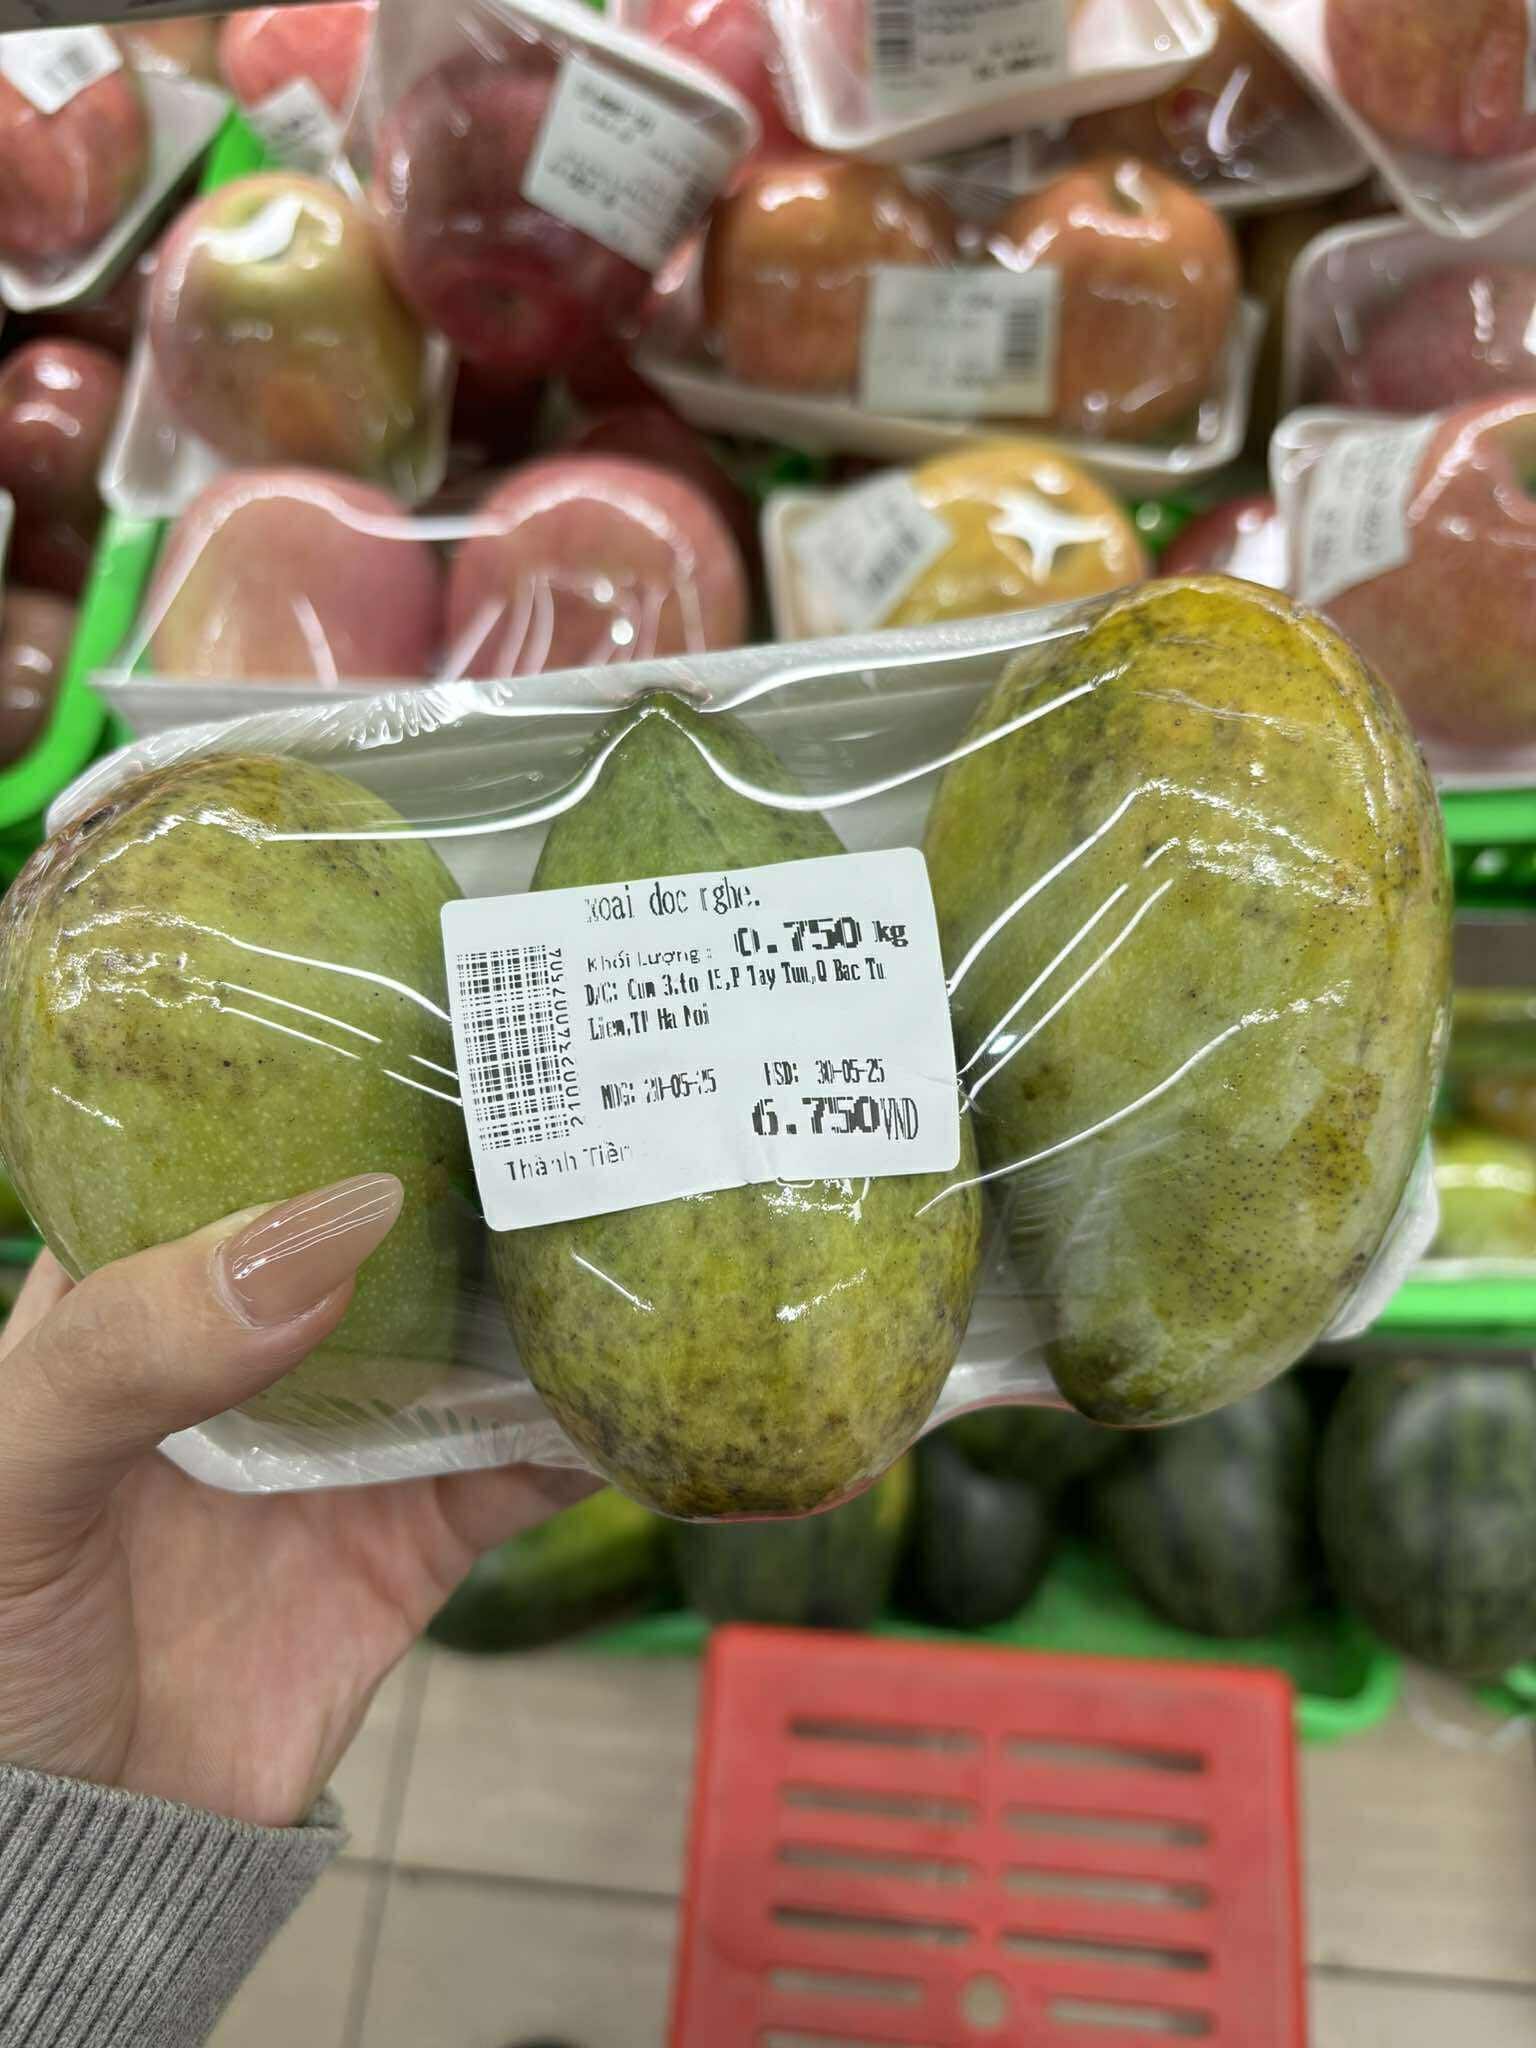 Xoai doc nghe.
Khối Lượng : 0.750 kg
D/C: Cum 3.to 15,P Tay Tuu,Q Bac Tu
Liem,TP Ha Noi
NDG: 20-05-25 HSD: 30-05-25
6.750VND
Thành Tiền
2100234007504